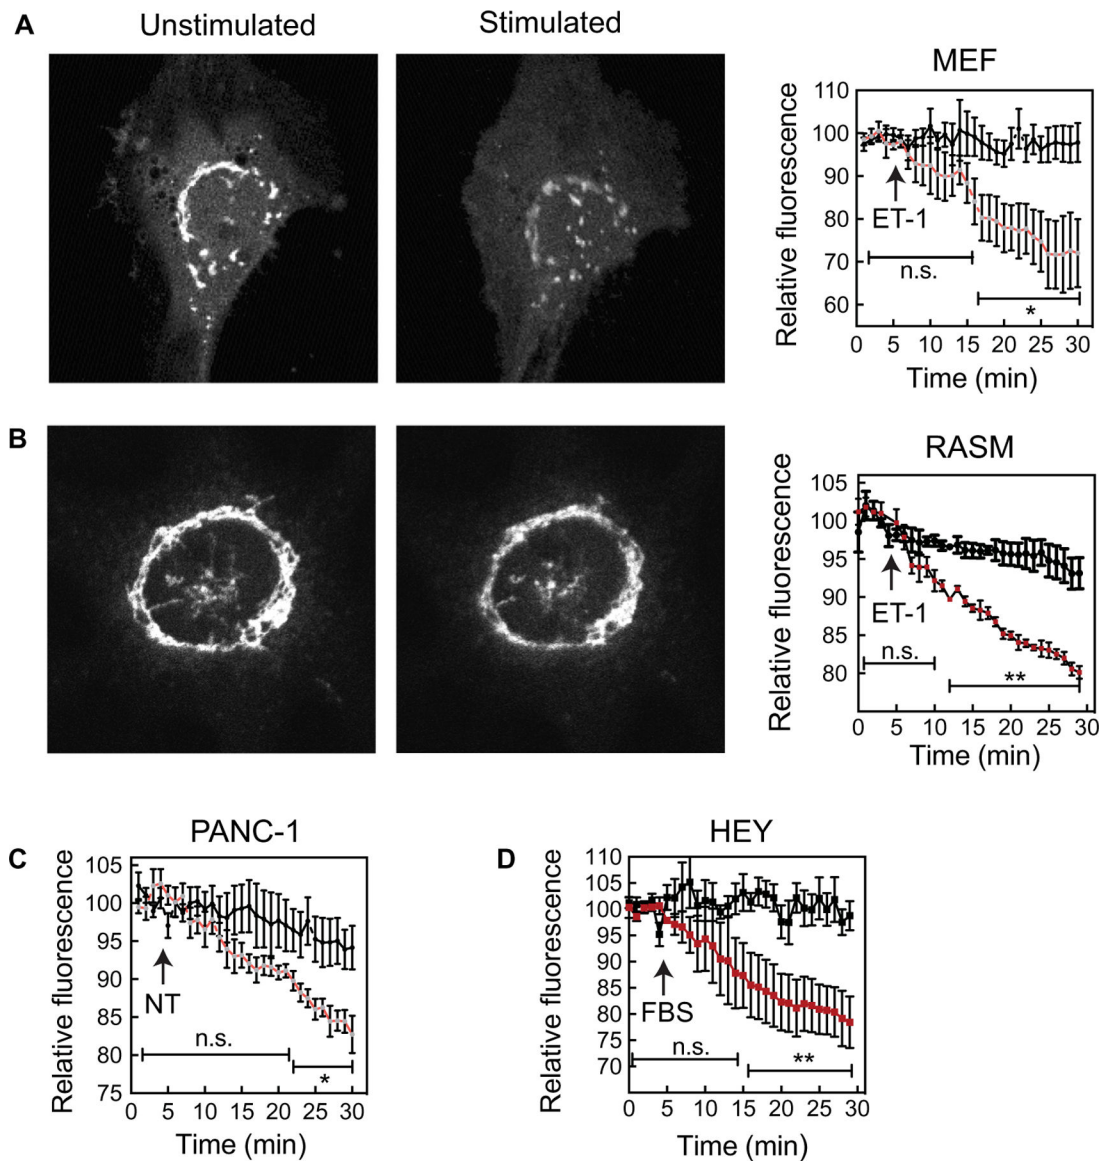 A
Unstimulated
Stimulated
MEF
Relative fluorescence
110
100
90
80
70
60
ET-1
n.s.
*
0 5 10 15 20 25 30
Time (min)
B
RASM
Relative fluorescence
105
100
95
90
85
80
ET-1
n.s.
**
0 5 10 15 20 25 30
Time (min)
C
PANC-1
Relative fluorescence
105
100
95
90
85
80
75
NT
n.s.
*
0 5 10 15 20 25 30
Time (min)
D
HEY
Relative fluorescence
110
105
100
95
90
85
80
75
70
FBS
n.s.
**
0 5 10 15 20 25 30
Time (min)